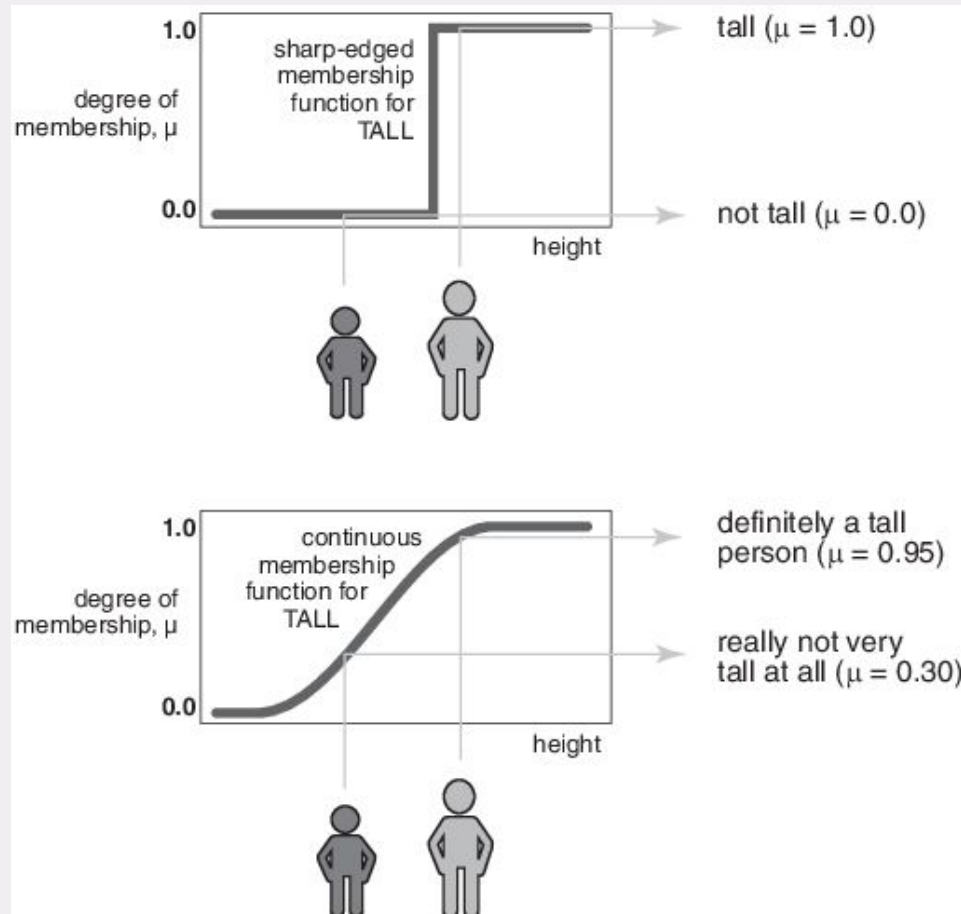 1.0
sharp-edged
membership
function for
TALL
degree of
membership, μ
0.0
height
tall (μ = 1.0)
not tall (μ = 0.0)
1.0
continuous
membership
function for
TALL
degree of
membership, μ
0.0
height
definitely a tall
person (μ = 0.95)
really not very
tall at all (μ = 0.30)